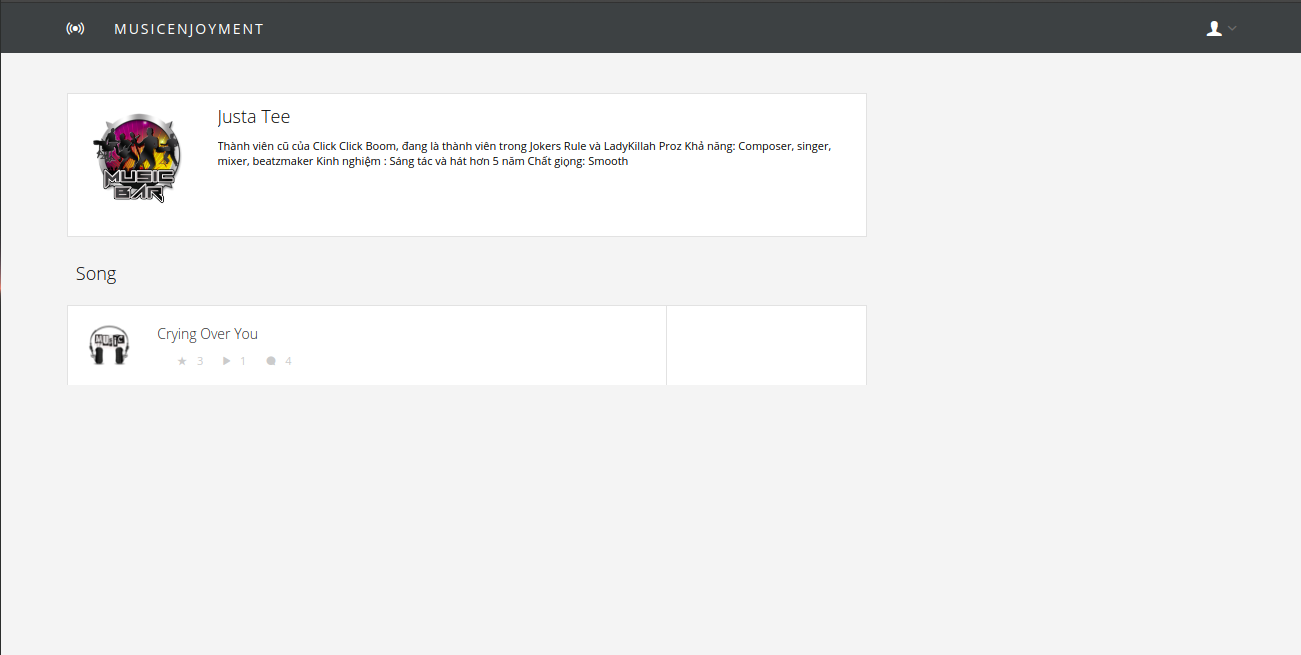 MUSICENJOYMENT
Justa Tee
Thành viên cũ của Click Click Boom, đang là thành viên trong Jokers Rule và LadyKillah Proz Khả năng: Composer, singer,
mixer, beatzmaker Kinh nghiệm : Sáng tác và hát hơn 5 năm Chất giọng: Smooth
MUSIC
BAR
Song
MUSIC
Crying Over You
3 1 4